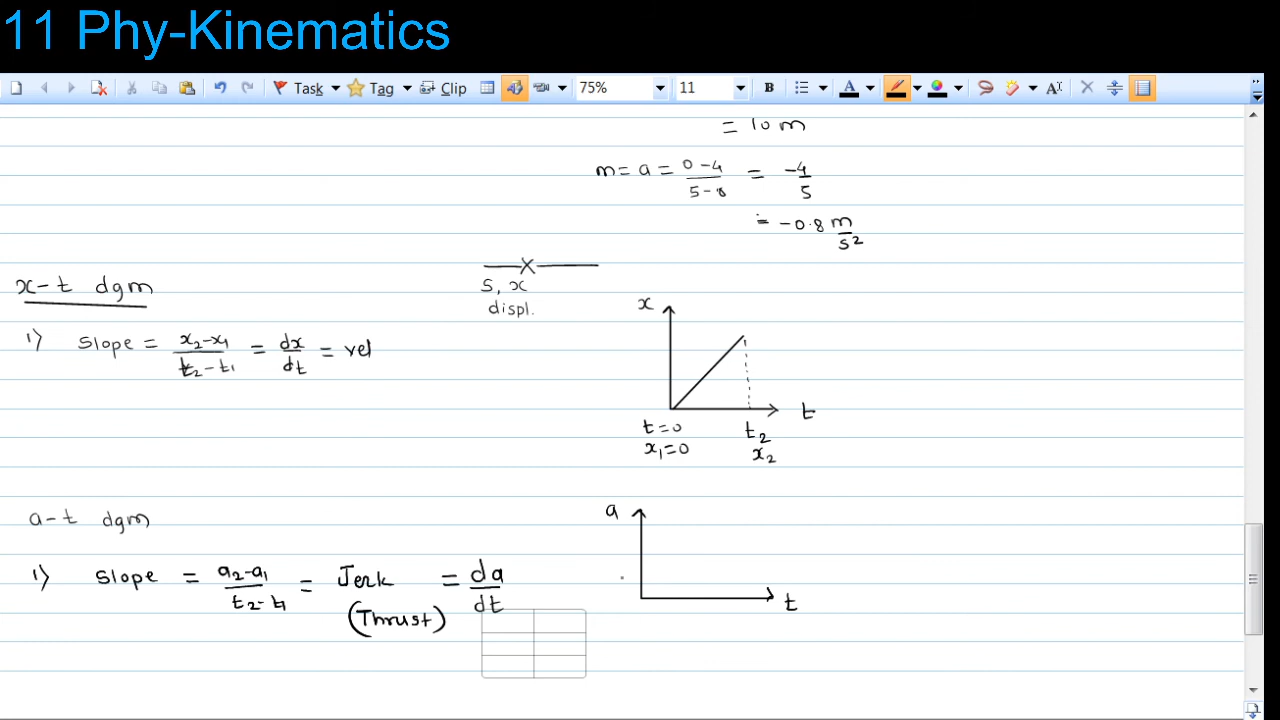 11 Phy-Kinematics
Task Tag Clip 75% 11 B A A
= 10 m
m = a = 0-4/5-0 = -4/5
= -0.8 m/s²
x-t dgm
s, x
displ.
1) Slope = x₂-x₁/t₂-t₁ = dx/dt = vel
x
t
t=0
x₁=0
t₂
x₂
a-t dgm
a
t
1) Slope = a₂-a₁/t₂-t₁ = Jerk = da/dt
(Thrust)